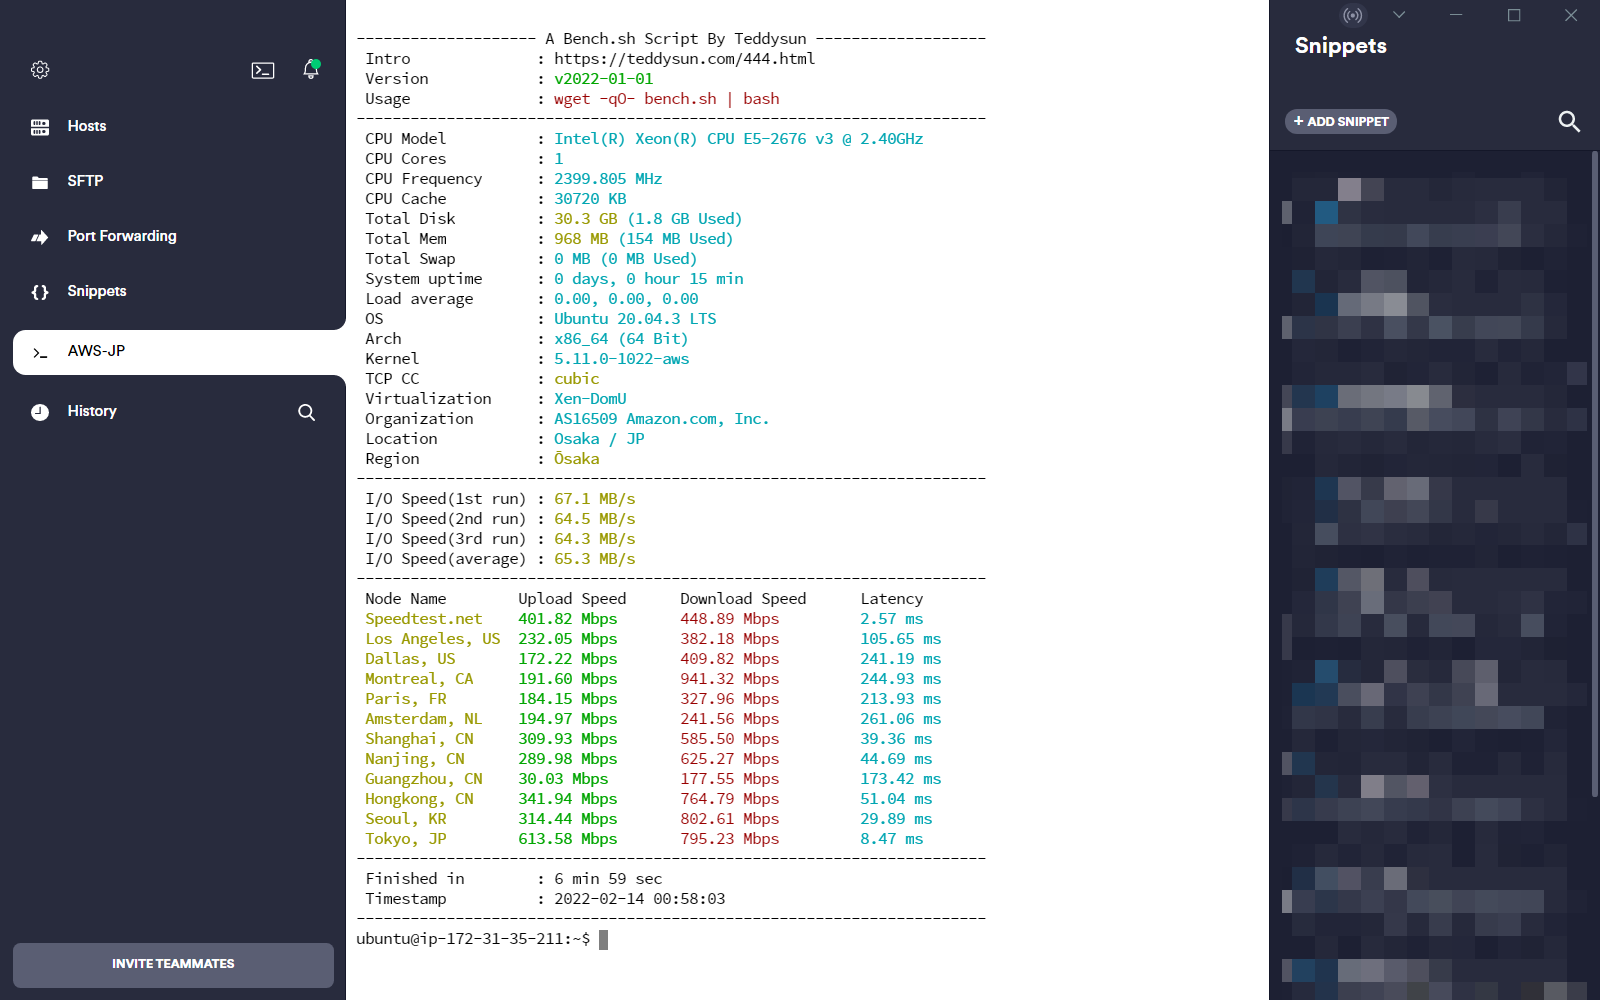 Hosts
SFTP
Port Forwarding
Snippets
AWS-JP
History
INVITE TEAMMATES
------------------- A Bench.sh Script By Teddysun -------------------
Intro : https://teddysun.com/444.html
Version : v2022-01-01
Usage : wget -qO- bench.sh | bash
----------------------------------------------------------------------
CPU Model : Intel(R) Xeon(R) CPU E5-2676 v3 @ 2.40GHz
CPU Cores : 1
CPU Frequency : 2399.805 MHz
CPU Cache : 30720 KB
Total Disk : 30.3 GB (1.8 GB Used)
Total Mem : 968 MB (154 MB Used)
Total Swap : 0 MB (0 MB Used)
System uptime : 0 days, 0 hour 15 min
Load average : 0.00, 0.00, 0.00
OS : Ubuntu 20.04.3 LTS
Arch : x86_64 (64 Bit)
Kernel : 5.11.0-1022-aws
TCP CC : cubic
Virtualization : Xen-DomU
Organization : AS16509 Amazon.com, Inc.
Location : Osaka / JP
Region : Ōsaka
----------------------------------------------------------------------
I/O Speed(1st run) : 67.1 MB/s
I/O Speed(2nd run) : 64.5 MB/s
I/O Speed(3rd run) : 64.3 MB/s
I/O Speed(average) : 65.3 MB/s
----------------------------------------------------------------------
Node Name Upload Speed Download Speed Latency
Speedtest.net 401.82 Mbps 448.89 Mbps 2.57 ms
Los Angeles, US 232.05 Mbps 382.18 Mbps 105.65 ms
Dallas, US 172.22 Mbps 409.82 Mbps 241.19 ms
Montreal, CA 191.60 Mbps 941.32 Mbps 244.93 ms
Paris, FR 184.15 Mbps 327.96 Mbps 213.93 ms
Amsterdam, NL 194.97 Mbps 241.56 Mbps 261.06 ms
Shanghai, CN 309.93 Mbps 585.50 Mbps 39.36 ms
Nanjing, CN 289.98 Mbps 625.27 Mbps 44.69 ms
Guangzhou, CN 30.03 Mbps 177.55 Mbps 173.42 ms
Hongkong, CN 341.94 Mbps 764.79 Mbps 51.04 ms
Seoul, KR 314.44 Mbps 802.61 Mbps 29.89 ms
Tokyo, JP 613.58 Mbps 795.23 Mbps 8.47 ms
----------------------------------------------------------------------
Finished in : 6 min 59 sec
Timestamp : 2022-02-14 00:58:03
----------------------------------------------------------------------
ubuntu@ip-172-31-35-211:~$
Snippets
+ ADD SNIPPET